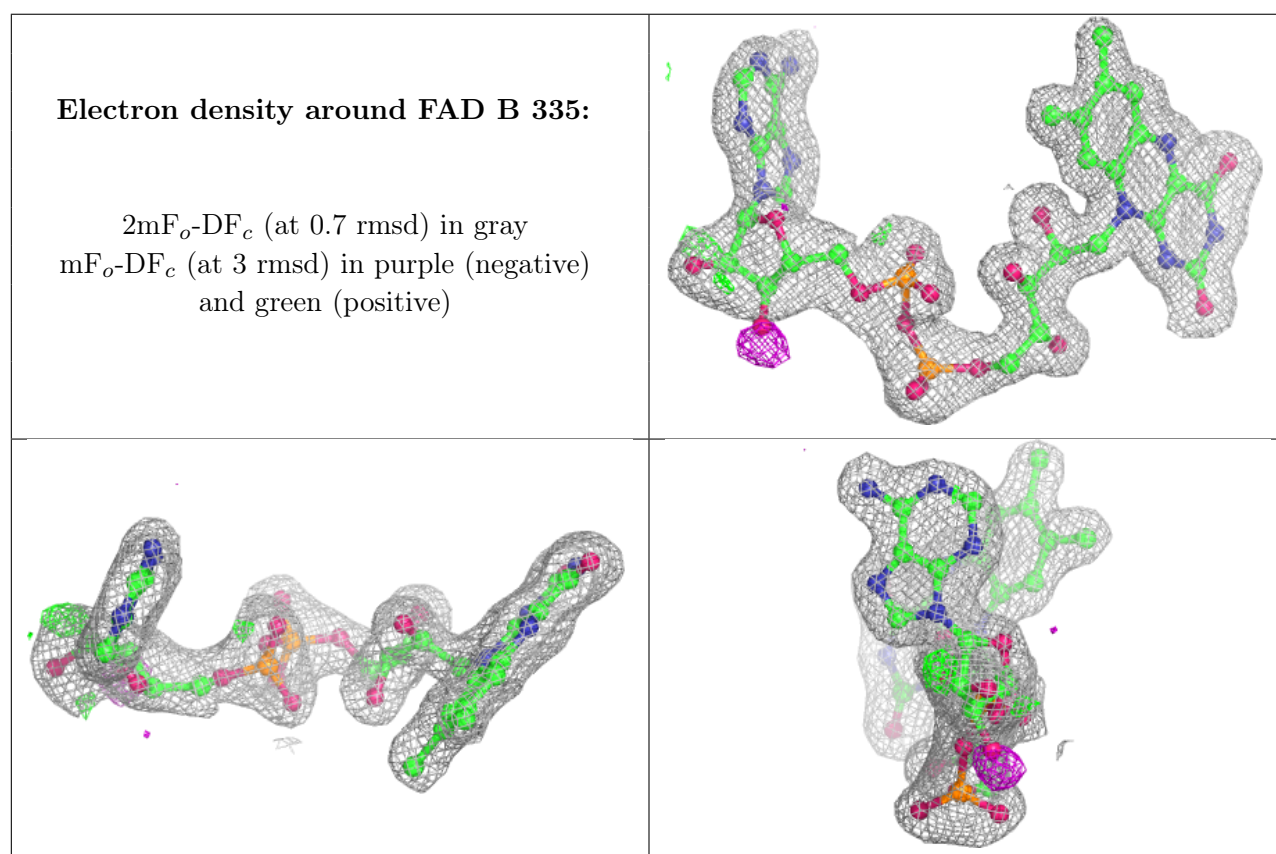 Electron density around FAD B 335:
2mFo-DFc (at 0.7 rmsd) in gray
mFo-DFc (at 3 rmsd) in purple (negative)
and green (positive)